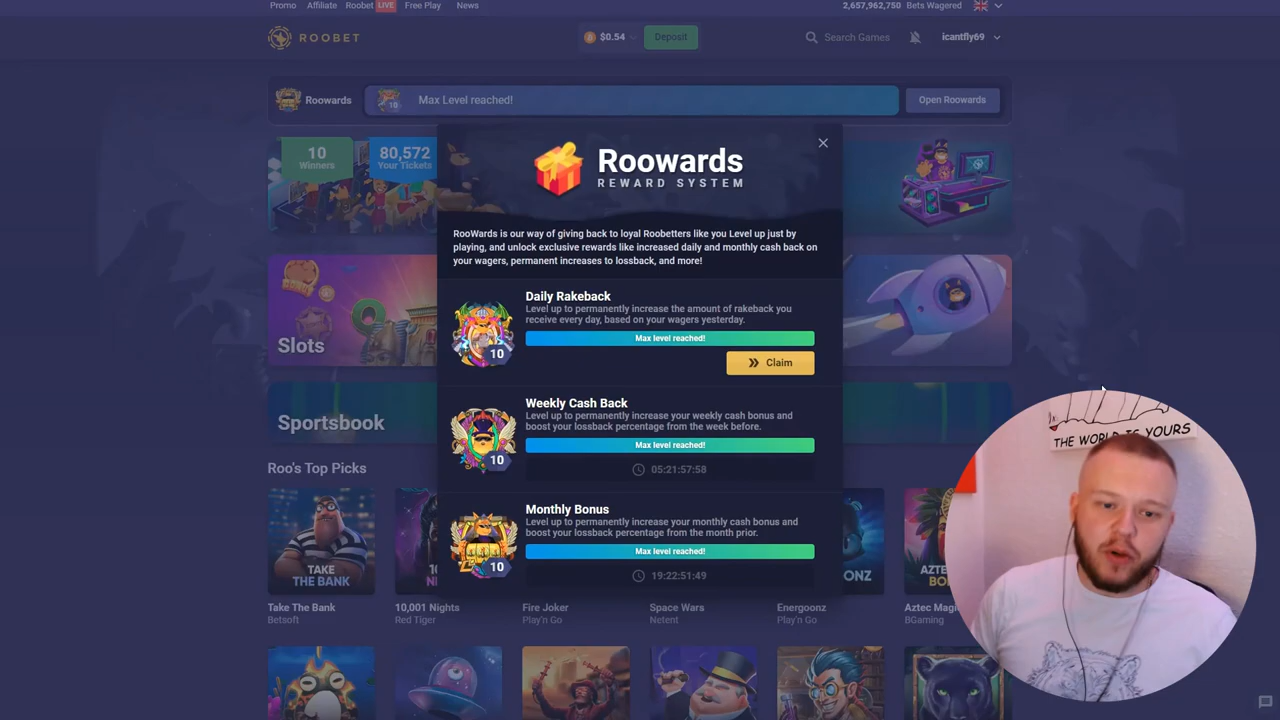 Promo Affiliate Roobet LIVE Free Play News 2,657,962,750 Bets Wagered
ROOBET $0.54 Deposit Search Games icantfly69
Roowards 10 Max Level reached! Open Roowards
10 80,572
Winners Your Tickets
Roowards
REWARD SYSTEM
RooWards is our way of giving back to loyal Roobetters like you Level up just by
playing, and unlock exclusive rewards like increased daily and monthly cash back on
your wagers, permanent increases to lossback, and more!
Daily Rakeback
Level up to permanently increase the amount of rakeback you
receive every day, based on your wagers yesterday.
Max level reached!
10
Claim
Slots
Weekly Cash Back
Level up to permanently increase your weekly cash bonus and
boost your lossback percentage from the week before.
Max level reached!
10
05:21:57:58
Sportsbook
THE WORLD IS YOURS
Roo's Top Picks
Monthly Bonus
Level up to permanently increase your monthly cash bonus and
boost your lossback percentage from the month prior.
Max level reached!
10
19:22:51:49
TAKE
THE BANK
Take The Bank 10,001 Nights Fire Joker Space Wars Energoonz
Betsoft Red Tiger Play'n Go Netent Play'n Go BGaming